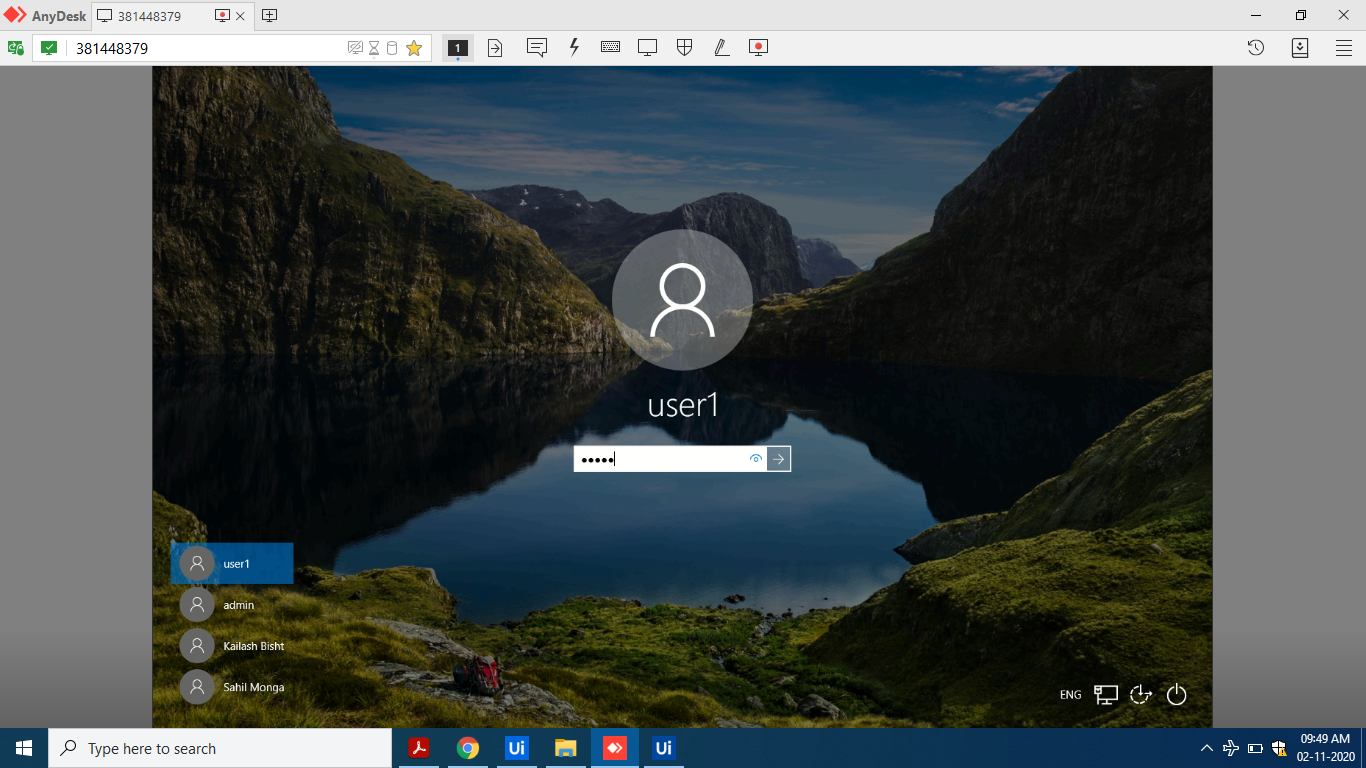 AnyDesk
381448379
381448379
1
user1
•••••
user1
admin
Kailash Bisht
Sahil Monga
ENG
Type here to search
Ui
Ui
09:49 AM
02-11-2020